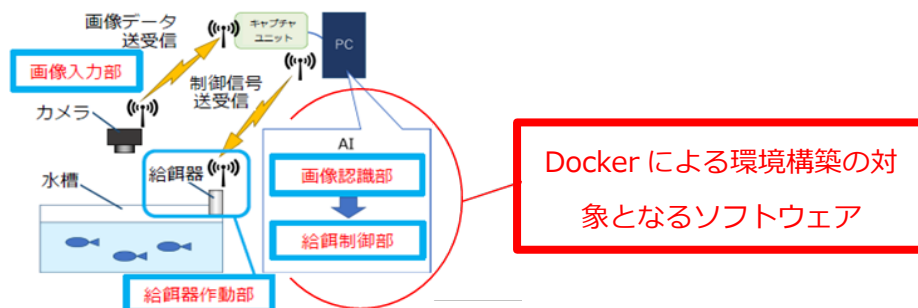 画像データ
送受信
キャプチャ
ユニット
PC
画像入力部
制御信号
送受信
カメラ
AI
画像認識部
水槽
給餌器
給餌制御部
給餌器作動部
Docker による環境構築の対
象となるソフトウェア